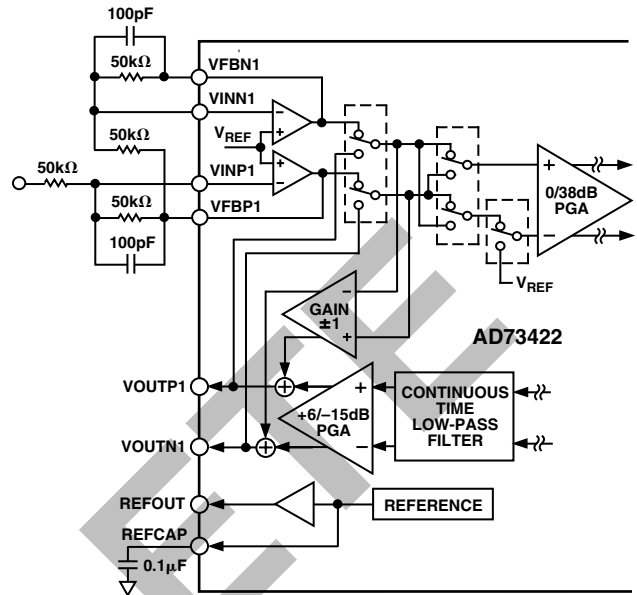 100pF
50kΩ
VFBN1
VINN1
VREF
50kΩ
50kΩ
VINP1
50kΩ
VFBP1
100pF
0/38dB
PGA
VREF
GAIN
±1
AD73422
VOUTP1
+6/–15dB
PGA
CONTINUOUS
TIME
LOW-PASS
FILTER
VOUTN1
REFOUT
REFERENCE
REFCAP
0.1μF